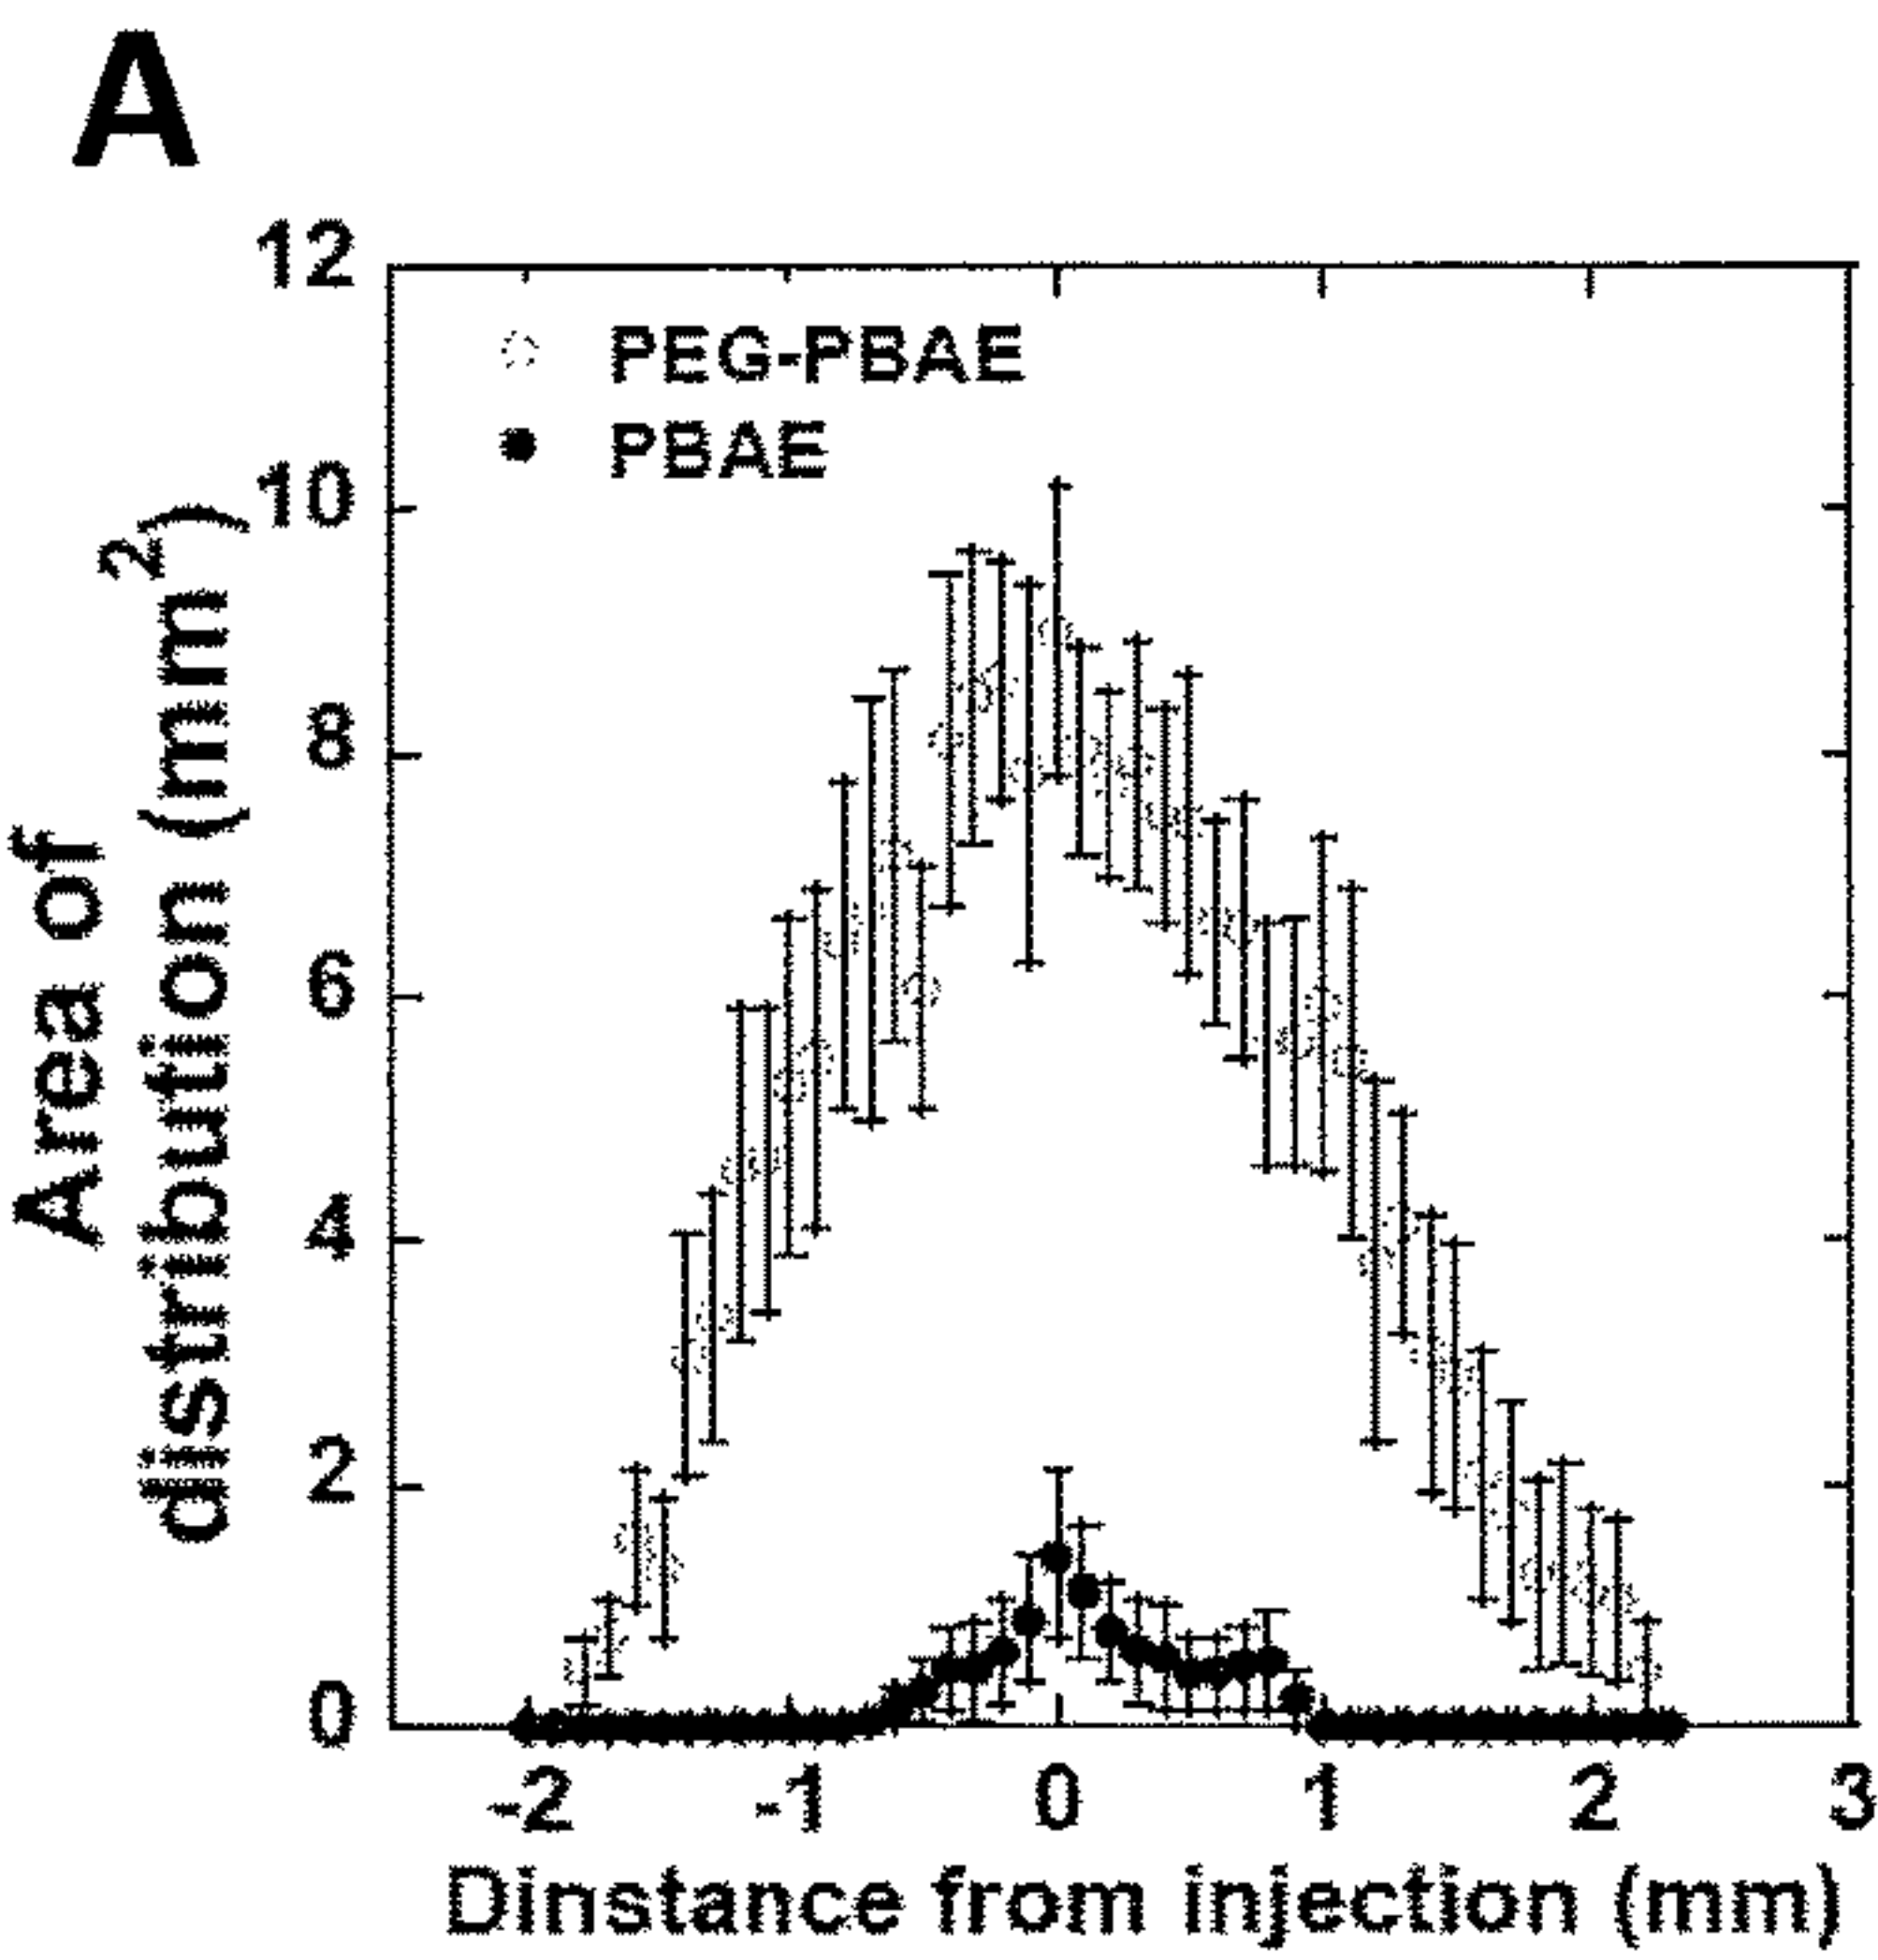 A
12
PEG-PBAE
PBAE
10
8
6
4
2
0
Area of
distribution (mm²)
-2 -1 0 1 2 3
Dinstance from injection (mm)